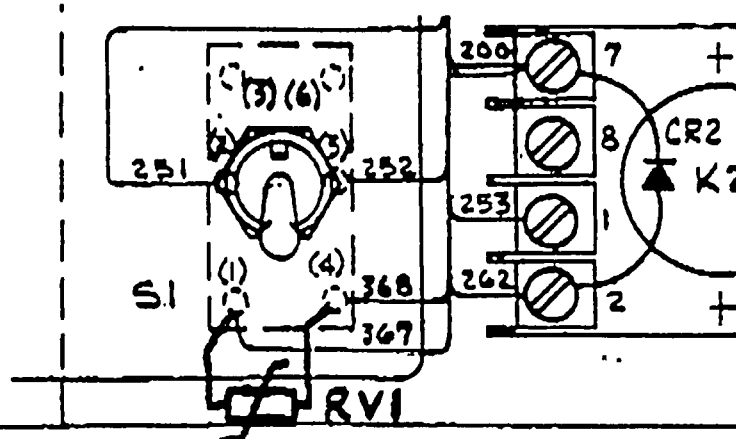 200 7
(3) (6)
CR2
(2) (5) 8
251 252 K2
253 1
(1) (4)
S1 368 262 2
367
RV1